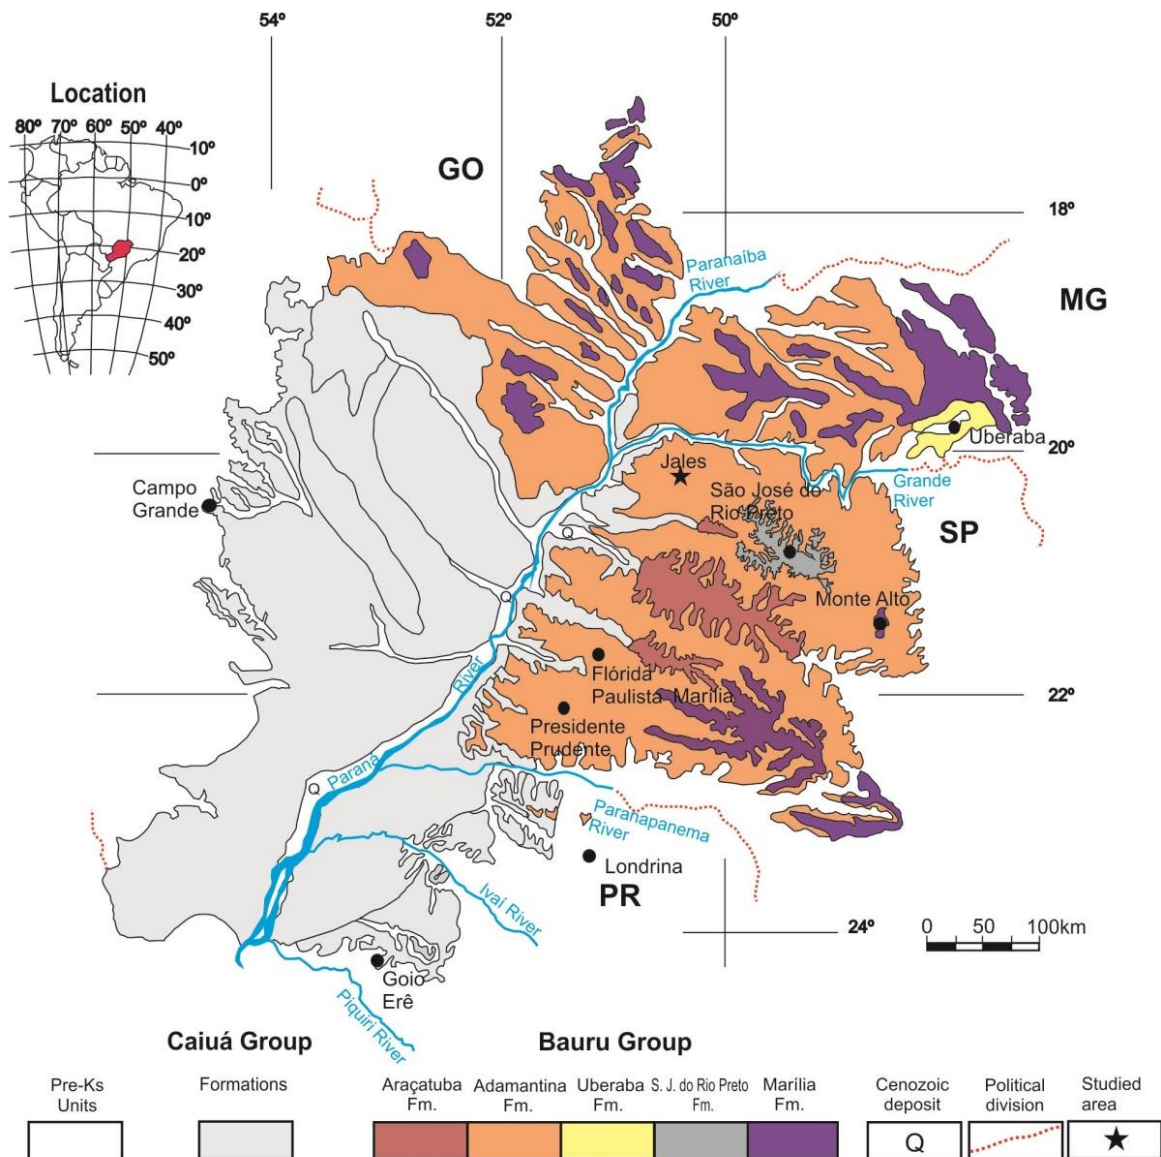 54º 52º 50º
Location
80º 70º 60º 50º 40º
10º
0º
10º
20º
30º
40º
50º
GO
18º
Paranaíba
River
MG
Uberaba
20º
Jales
Grande
River
Campo
Grande
São José do
Rio Preto
SP
Q
Monte Alto
Q
River
Flórida
Paulista Marília
22º
Presidente
Prudente
Paraná
Q
Paranapanema
River
Londrina
PR
Ivai River
24º
0 50 100km
Goio
Erê
Piquiri River
Caiuá Group
Bauru Group
Pre-Ks
Units
Formations
Araçatuba
Fm.
Adamantina
Fm.
Uberaba
Fm.
S. J. do Rio Preto
Fm.
Marília
Fm.
Cenozoic
deposit
Political
division
Studied
area
Q